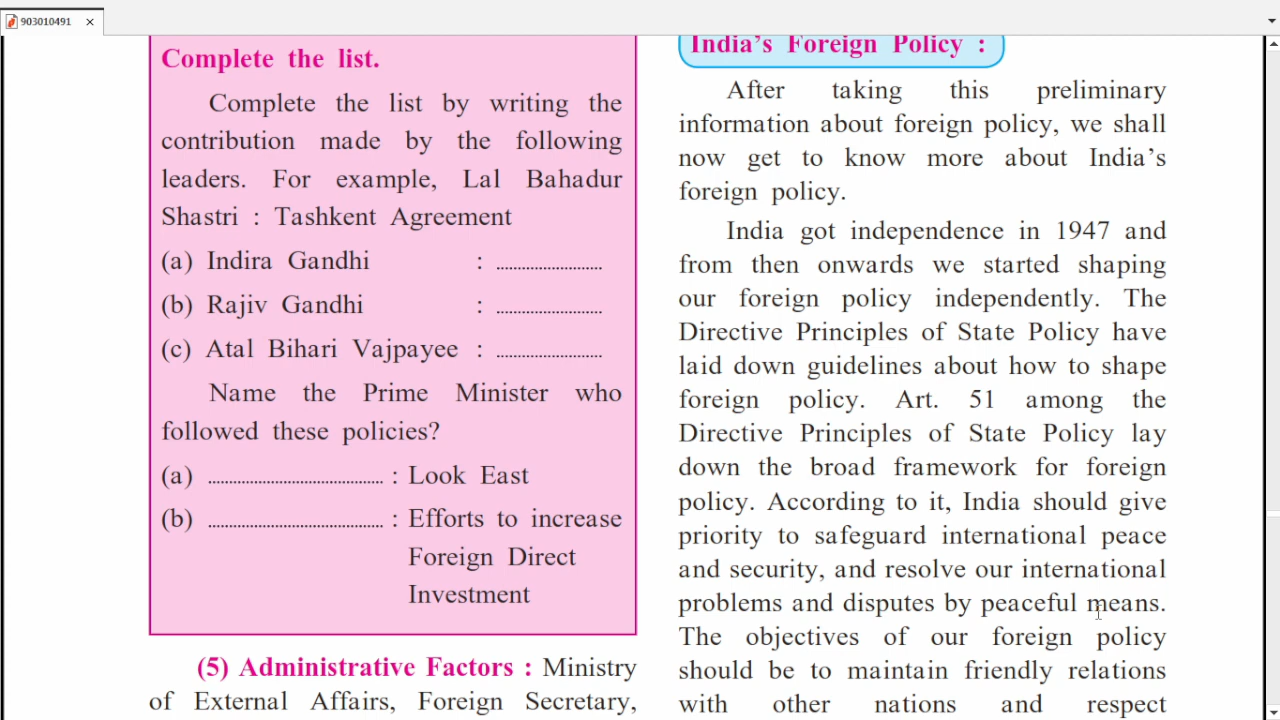 903010491
Complete the list.
Complete the list by writing the
contribution made by the following
leaders. For example, Lal Bahadur
Shastri : Tashkent Agreement
(a) Indira Gandhi : ..........................
(b) Rajiv Gandhi : ..........................
(c) Atal Bihari Vajpayee : ..........................
Name the Prime Minister who
followed these policies?
(a) .......................................... : Look East
(b) .......................................... : Efforts to increase
Foreign Direct
Investment
(5) Administrative Factors : Ministry
of External Affairs, Foreign Secretary,
India's Foreign Policy :
After taking this preliminary
information about foreign policy, we shall
now get to know more about India's
foreign policy.
India got independence in 1947 and
from then onwards we started shaping
our foreign policy independently. The
Directive Principles of State Policy have
laid down guidelines about how to shape
foreign policy. Art. 51 among the
Directive Principles of State Policy lay
down the broad framework for foreign
policy. According to it, India should give
priority to safeguard international peace
and security, and resolve our international
problems and disputes by peaceful means.
The objectives of our foreign policy
should be to maintain friendly relations
with other nations and respect